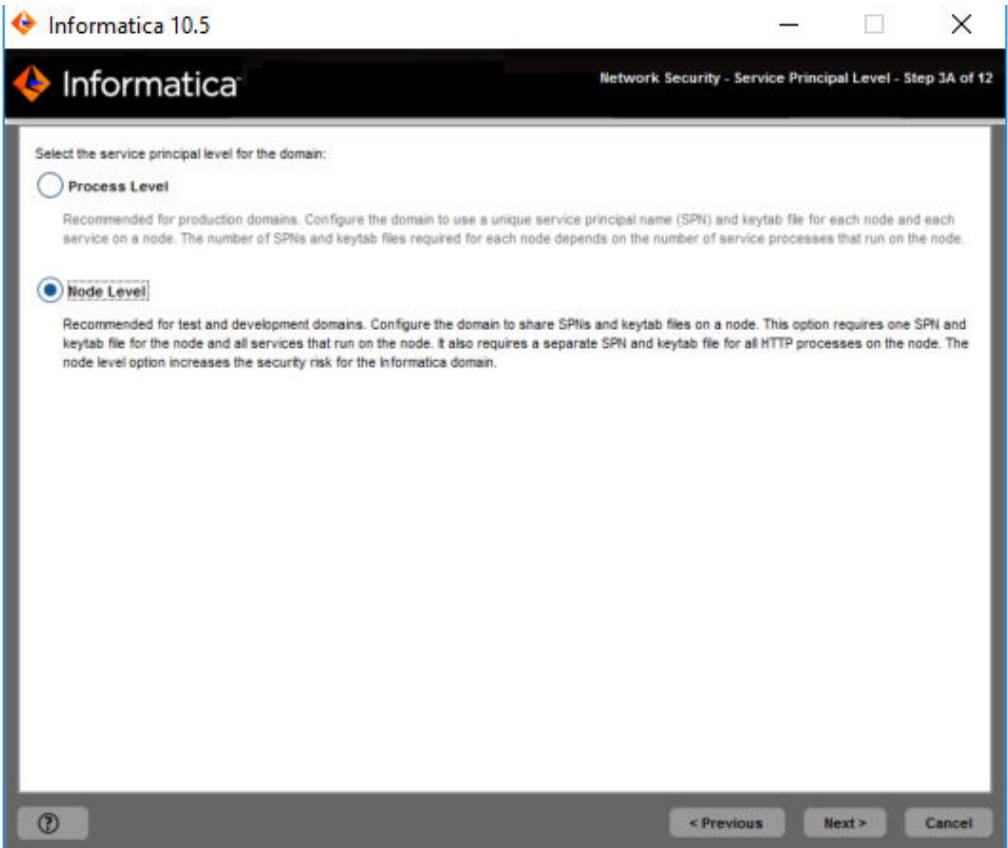 Informatica 10.5
Informatica
Network Security - Service Principal Level - Step 3A of 12
Select the service principal level for the domain:
Process Level
Recommended for production domains. Configure the domain to use a unique service principal name (SPN) and keytab file for each node and each
service on a node. The number of SPNs and keytab files required for each node depends on the number of service processes that run on the node.
Node Level
Recommended for test and development domains. Configure the domain to share SPNs and keytab files on a node. This option requires one SPN and
keytab file for the node and all services that run on the node. It also requires a separate SPN and keytab file for all HTTP processes on the node. The
node level option increases the security risk for the Informatica domain.
?
< Previous
Next >
Cancel